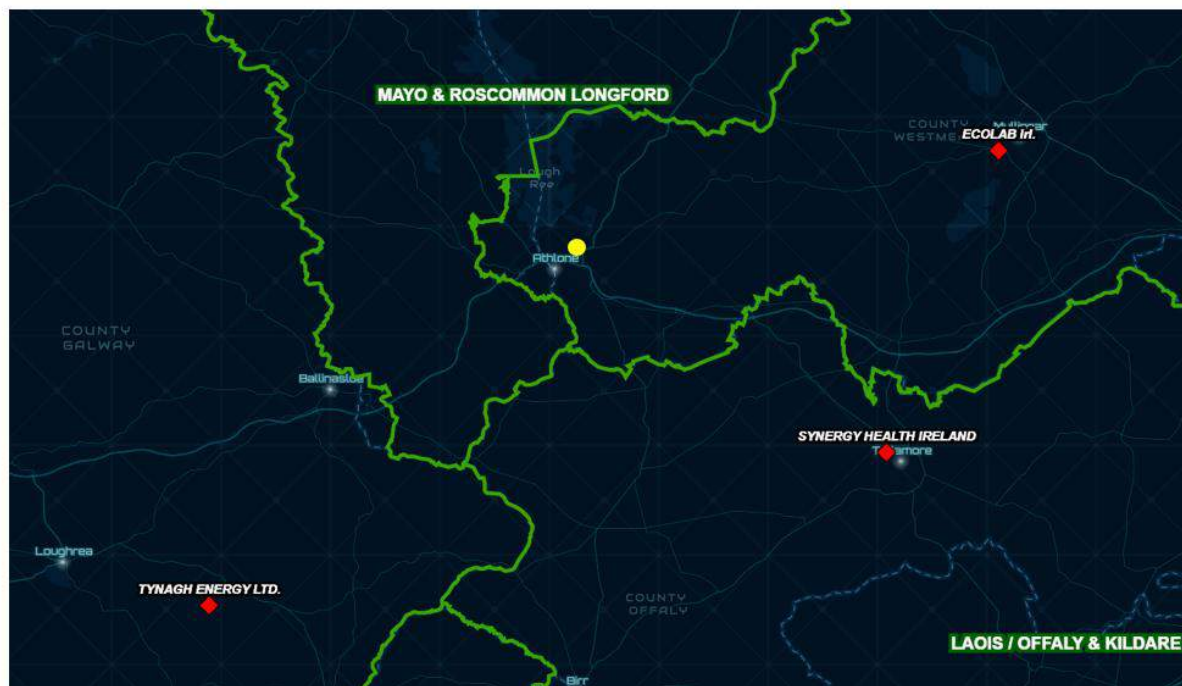 MAYO & ROSCOMMON LONGFORD
COUNTY
ECOLAB Irl.
Lough
Ree
Athlone
COUNTY
GALWAY
Ballinasloe
SYNERGY HEALTH IRELAND
Loughrea
TYNAGH ENERGY LTD.
COUNTY
OFFALY
LAOIS / OFFALY & KILDARE
Birr